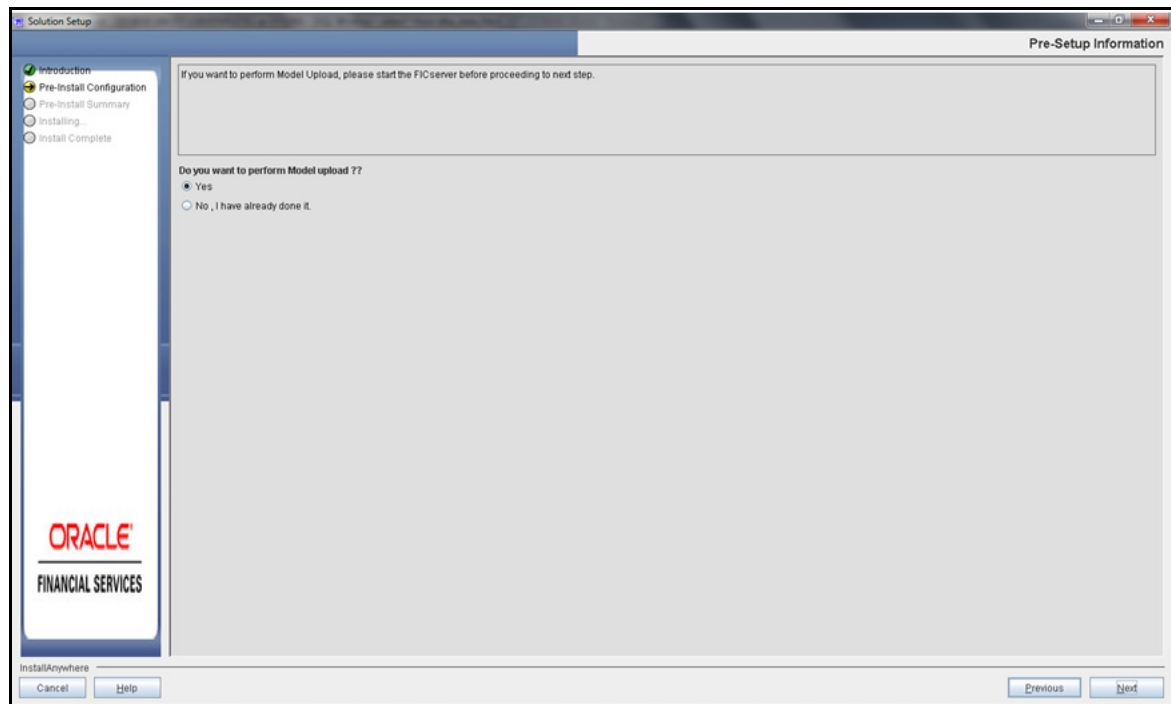 Solution Setup
Pre-Setup Information
Introduction
Pre-Install Configuration
Pre-Install Summary
Installing...
Install Complete
If you want to perform Model Upload, please start the FICserver before proceeding to next step.
Do you want to perform Model upload ??
Yes
No , I have already done it.
ORACLE
FINANCIAL SERVICES
InstallAnywhere
Cancel Help Previous Next